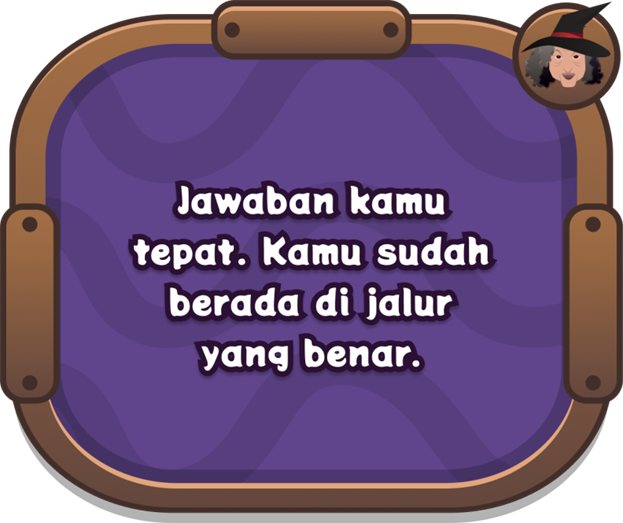 Jawaban kamu
tepat. Kamu sudah
berada di jalur
yang benar.